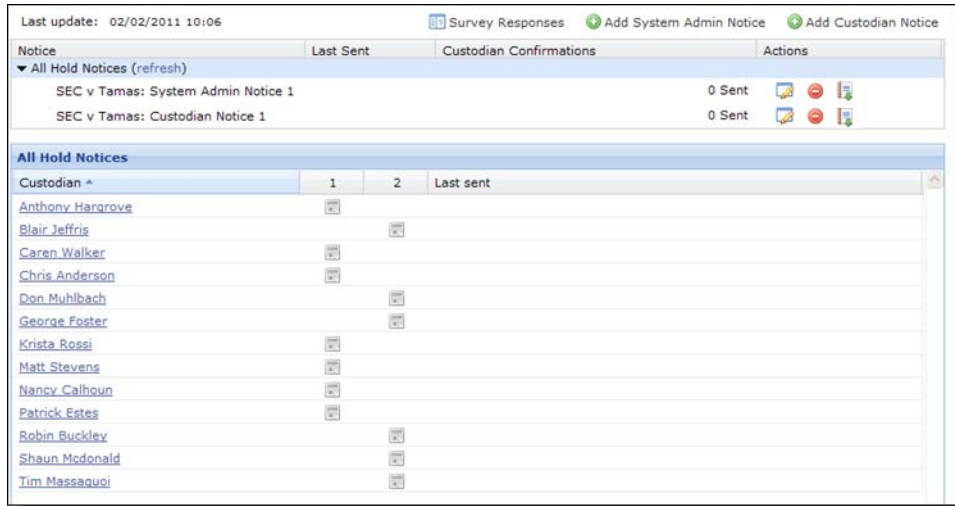 Last update: 02/02/2011 10:06 Survey Responses Add System Admin Notice Add Custodian Notice
Notice Last Sent Custodian Confirmations Actions
All Hold Notices (refresh)
SEC v Tamas: System Admin Notice 1 0 Sent
SEC v Tamas: Custodian Notice 1 0 Sent
All Hold Notices
Custodian 1 2 Last sent
Anthony Hargrove
Blair Jeffris
Caren Walker
Chris Anderson
Don Muhlbach
George Foster
Krista Rossi
Matt Stevens
Nancy Calhoun
Patrick Estes
Robin Buckley
Shaun Mcdonald
Tim Massaquoi